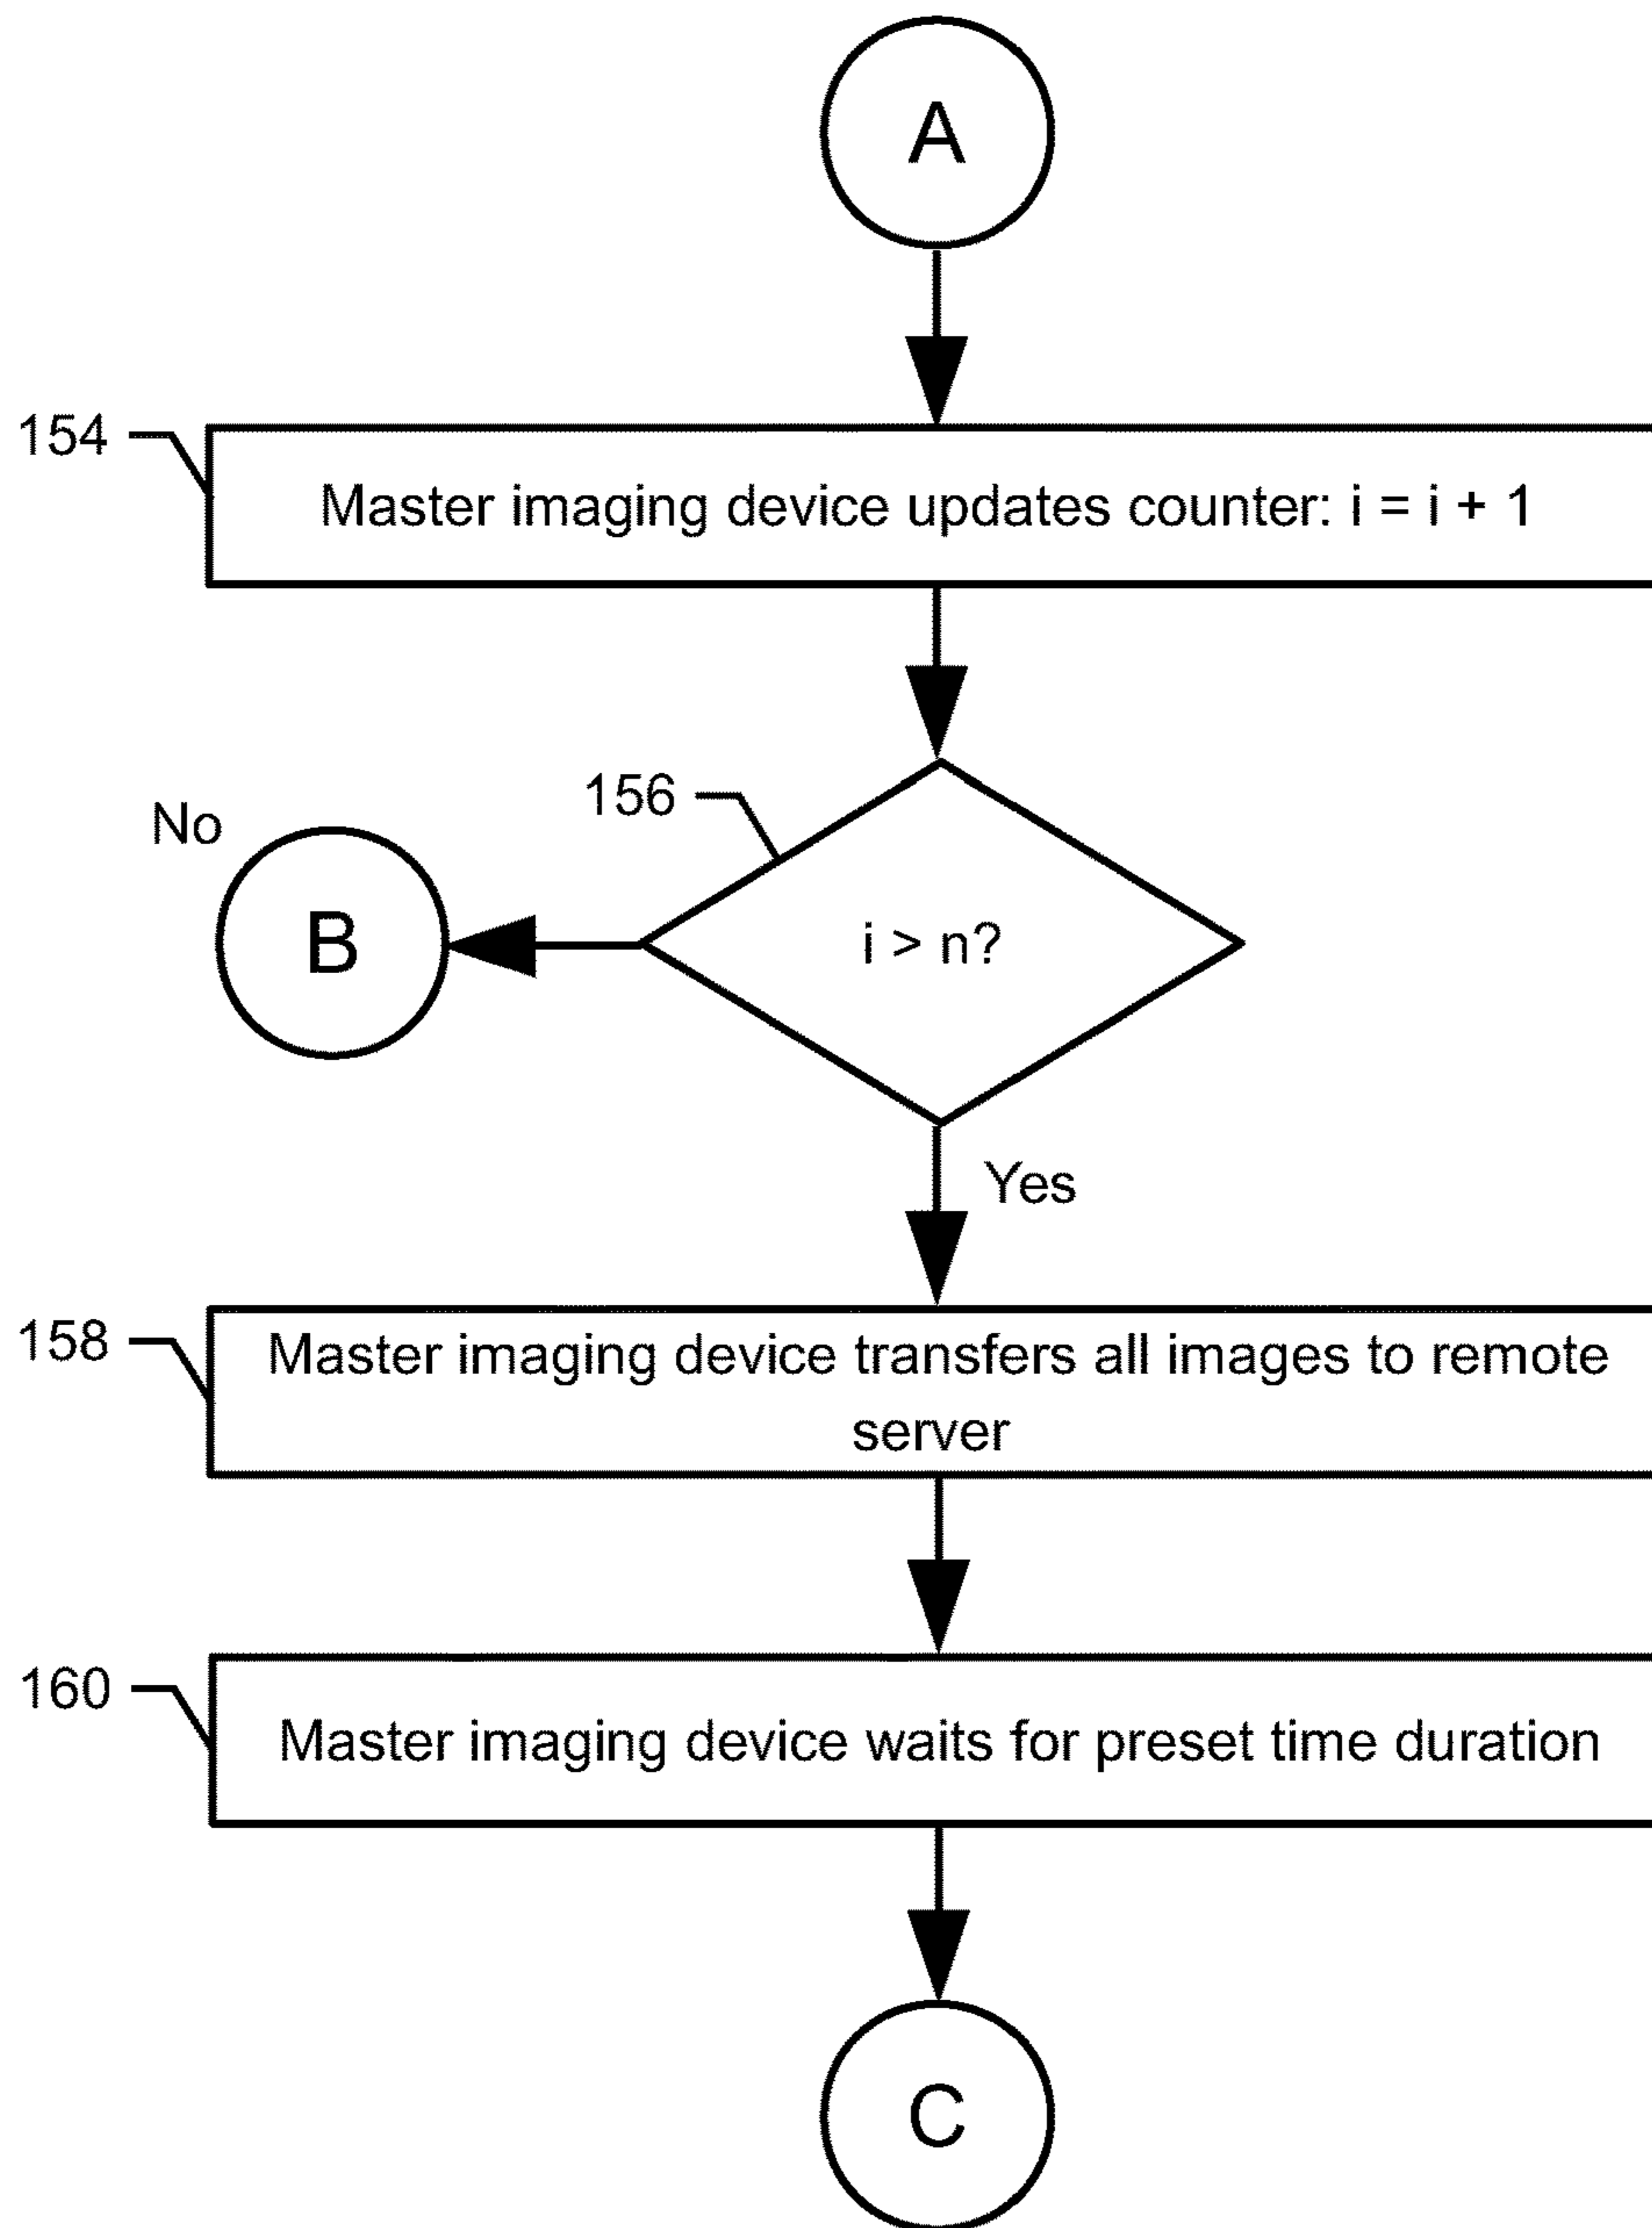 A
154
Master imaging device updates counter: i = i + 1
156
No
B
i > n?
Yes
158
Master imaging device transfers all images to remote
server
160
Master imaging device waits for preset time duration
C